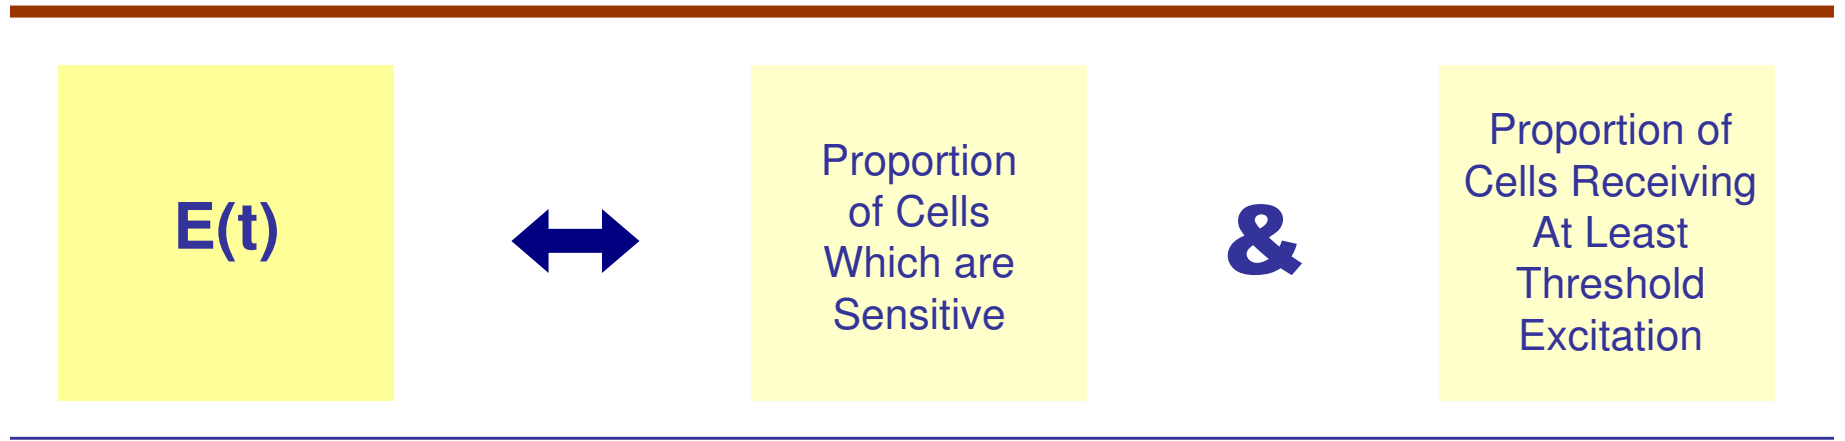 E(t)
Proportion
of Cells
Which are
Sensitive
&
Proportion of
Cells Receiving
At Least
Threshold
Excitation